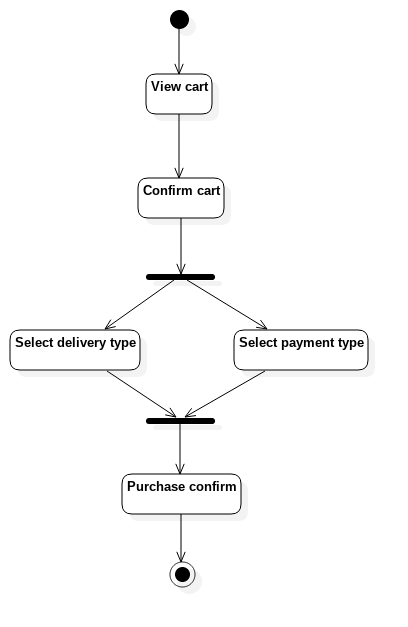 View cart
Confirm cart
Select delivery type
Select payment type
Purchase confirm